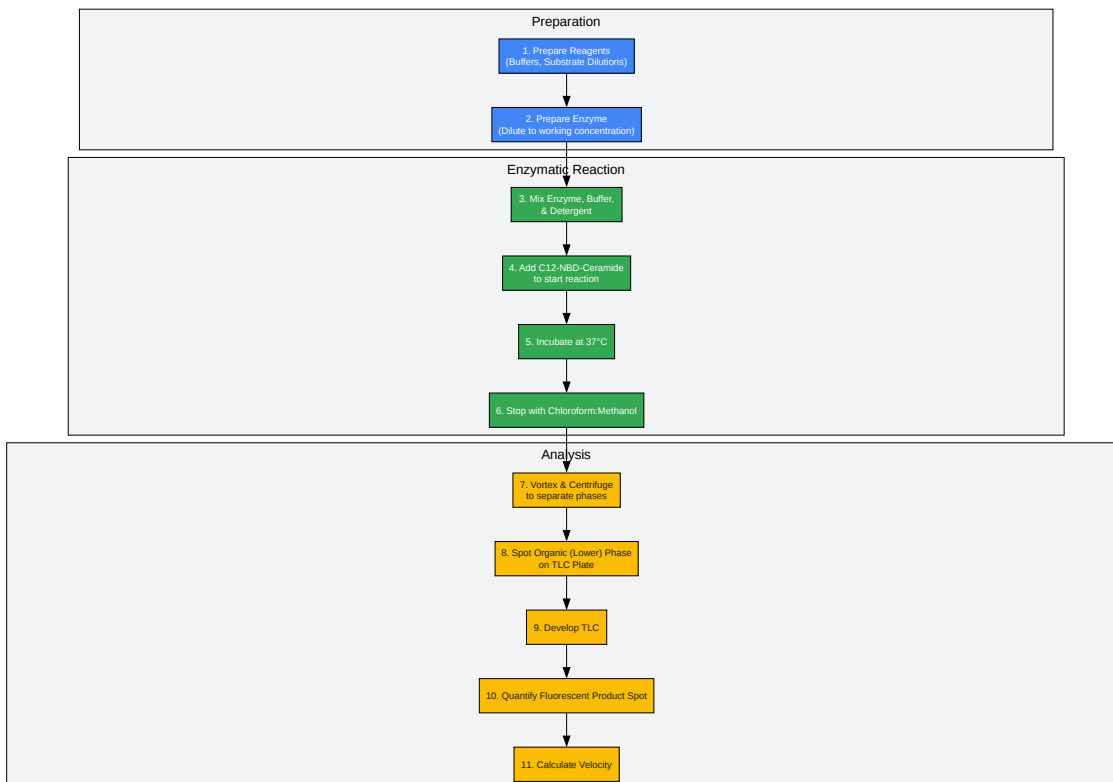 Preparation
1. Prepare Reagents
(Buffers, Substrate Dilutions)
2. Prepare Enzyme
(Dilute to working concentration)
Enzymatic Reaction
3. Mix Enzyme, Buffer,
& Detergent
4. Add C12-NBD-Ceramide
to start reaction
5. Incubate at 37°C
6. Stop with Chloroform:Methanol
Analysis
7. Vortex & Centrifuge
to separate phases
8. Spot Organic (Lower) Phase
on TLC Plate
9. Develop TLC
10. Quantify Fluorescent Product Spot
11. Calculate Velocity